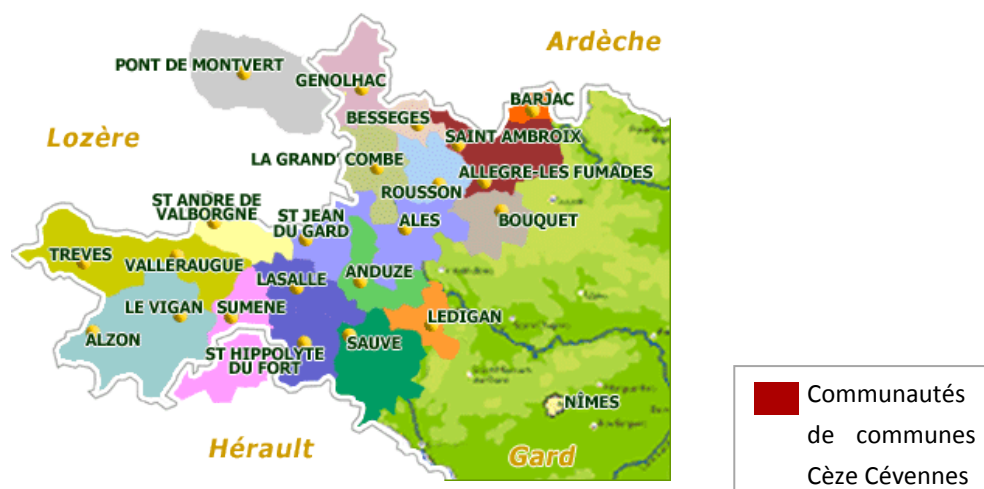 Ardèche
PONT DE MONTVERT
GENOLHAC
BARJAC
BESSEGES
Lozère
SAINT AMBROIX
LA GRAND' COMBE
ALLEGRE-LES FUMADES
ROUSSON
ST ANDRE DE
VALBORGNE
ST JEAN
DU GARD
ALES
BOUQUET
TREVES
VALLERAUGUE
LASALLE
ANDUZE
LE VIGAN
SUMENE
LEDIGAN
ALZON
ST HIPPOLYTE
DU FORT
SAUVE
NÎMES
Hérault
Gard
Communautés
de communes
Cèze Cévennes